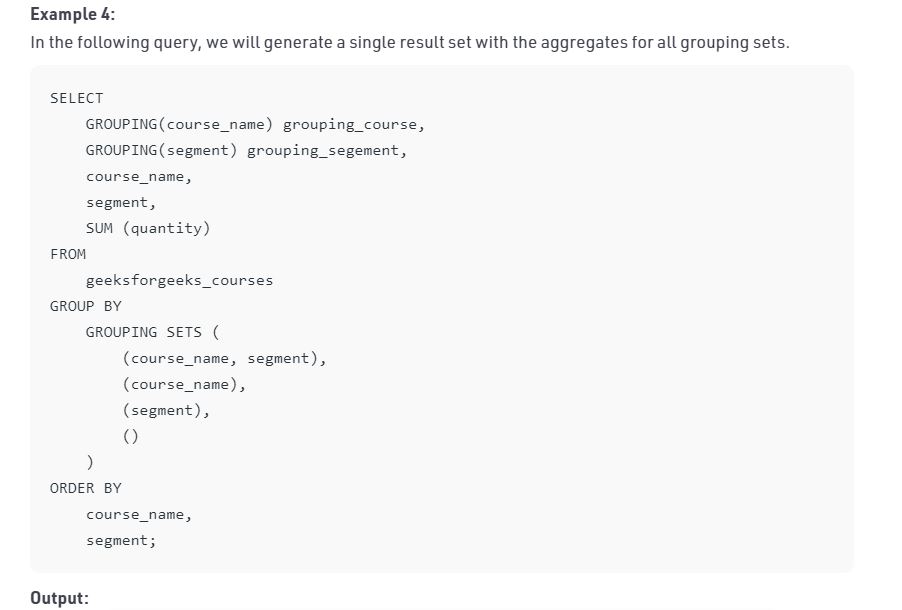 Example 4:
In the following query, we will generate a single result set with the aggregates for all grouping sets.
SELECT
    GROUPING(course_name) grouping_course,
    GROUPING(segment) grouping_segement,
    course_name,
    segment,
    SUM (quantity)
FROM
    geeksforgeeks_courses
GROUP BY
    GROUPING SETS (
        (course_name, segment),
        (course_name),
        (segment),
        ()
    )
ORDER BY
    course_name,
    segment;
Output: